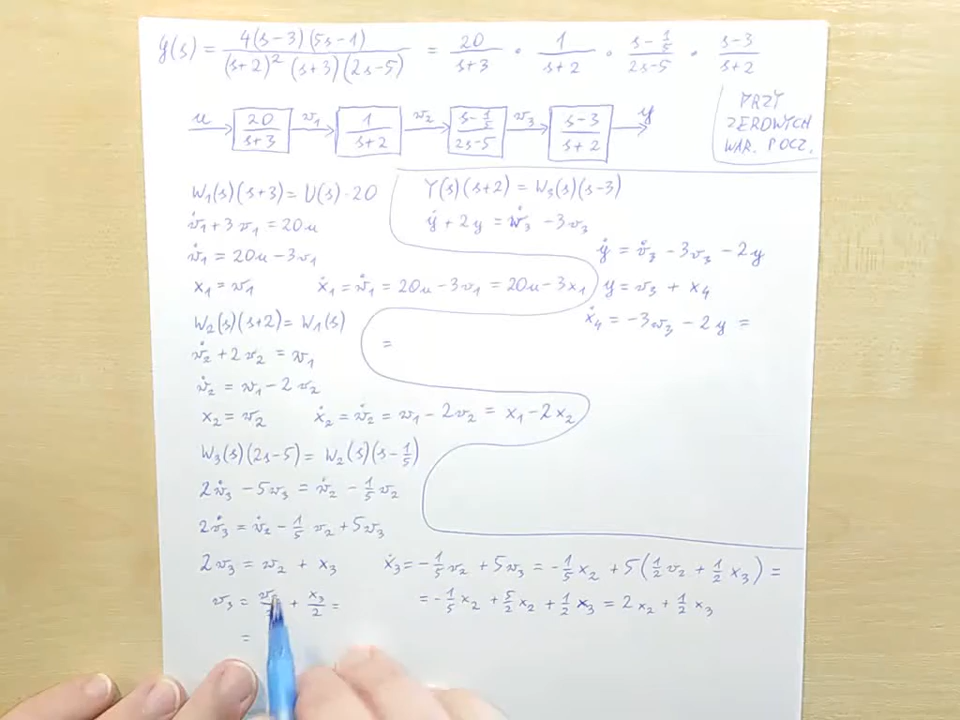 g(s) = 4(s-3)(5s-1) / (s+2)² (s+3)(2s-5) = 20/(s+3) · 1/(s+2) · (s-1/5)/(2s-5) · (s-3)/(s+2)
u → 20/(s+3) v₁ → 1/(s+2) v₂ → (s-1/5)/(2s-5) v₃ → (s-3)/(s+2) → y
PRZY
ZEROWYCH
WAR. POCZ.
W₁(s)(s+3) = U(s)·20
v̇₁ + 3v₁ = 20u
v̇₁ = 20u - 3v₁
x₁ = v₁ ẋ₁ = v̇₁ = 20u - 3v₁ = 20u - 3x₁
W₂(s)(s+2) = W₁(s)
v̇₂ + 2v₂ = v₁
v̇₂ = v₁ - 2v₂
x₂ = v₂ ẋ₂ = v̇₂ = v₁ - 2v₂ = x₁ - 2x₂
W₃(s)(2s-5) = W₂(s)(s-1/5)
2v̇₃ - 5v₃ = v̇₂ - 1/5 v₂
2v̇₃ = v̇₂ - 1/5 v₂ + 5v₃
2v₃ = v₂ + x₃ ẋ₃ = -1/5 v₂ + 5v₃ = -1/5 x₂ + 5(1/2 v₂ + 1/2 x₃) =
v₃ = + x₃/2 = = -1/5 x₂ + 5/2 x₂ + 1/2 x₃ = 2x₂ + 1/2 x₃
=
Y(s)(s+2) = W₃(s)(s-3)
ẏ + 2y = v̇₃ - 3v₃
ẏ = v̇₃ - 3v₃ - 2y
y = v₃ + x₄
ẋ₄ = -3v₃ - 2y =
=